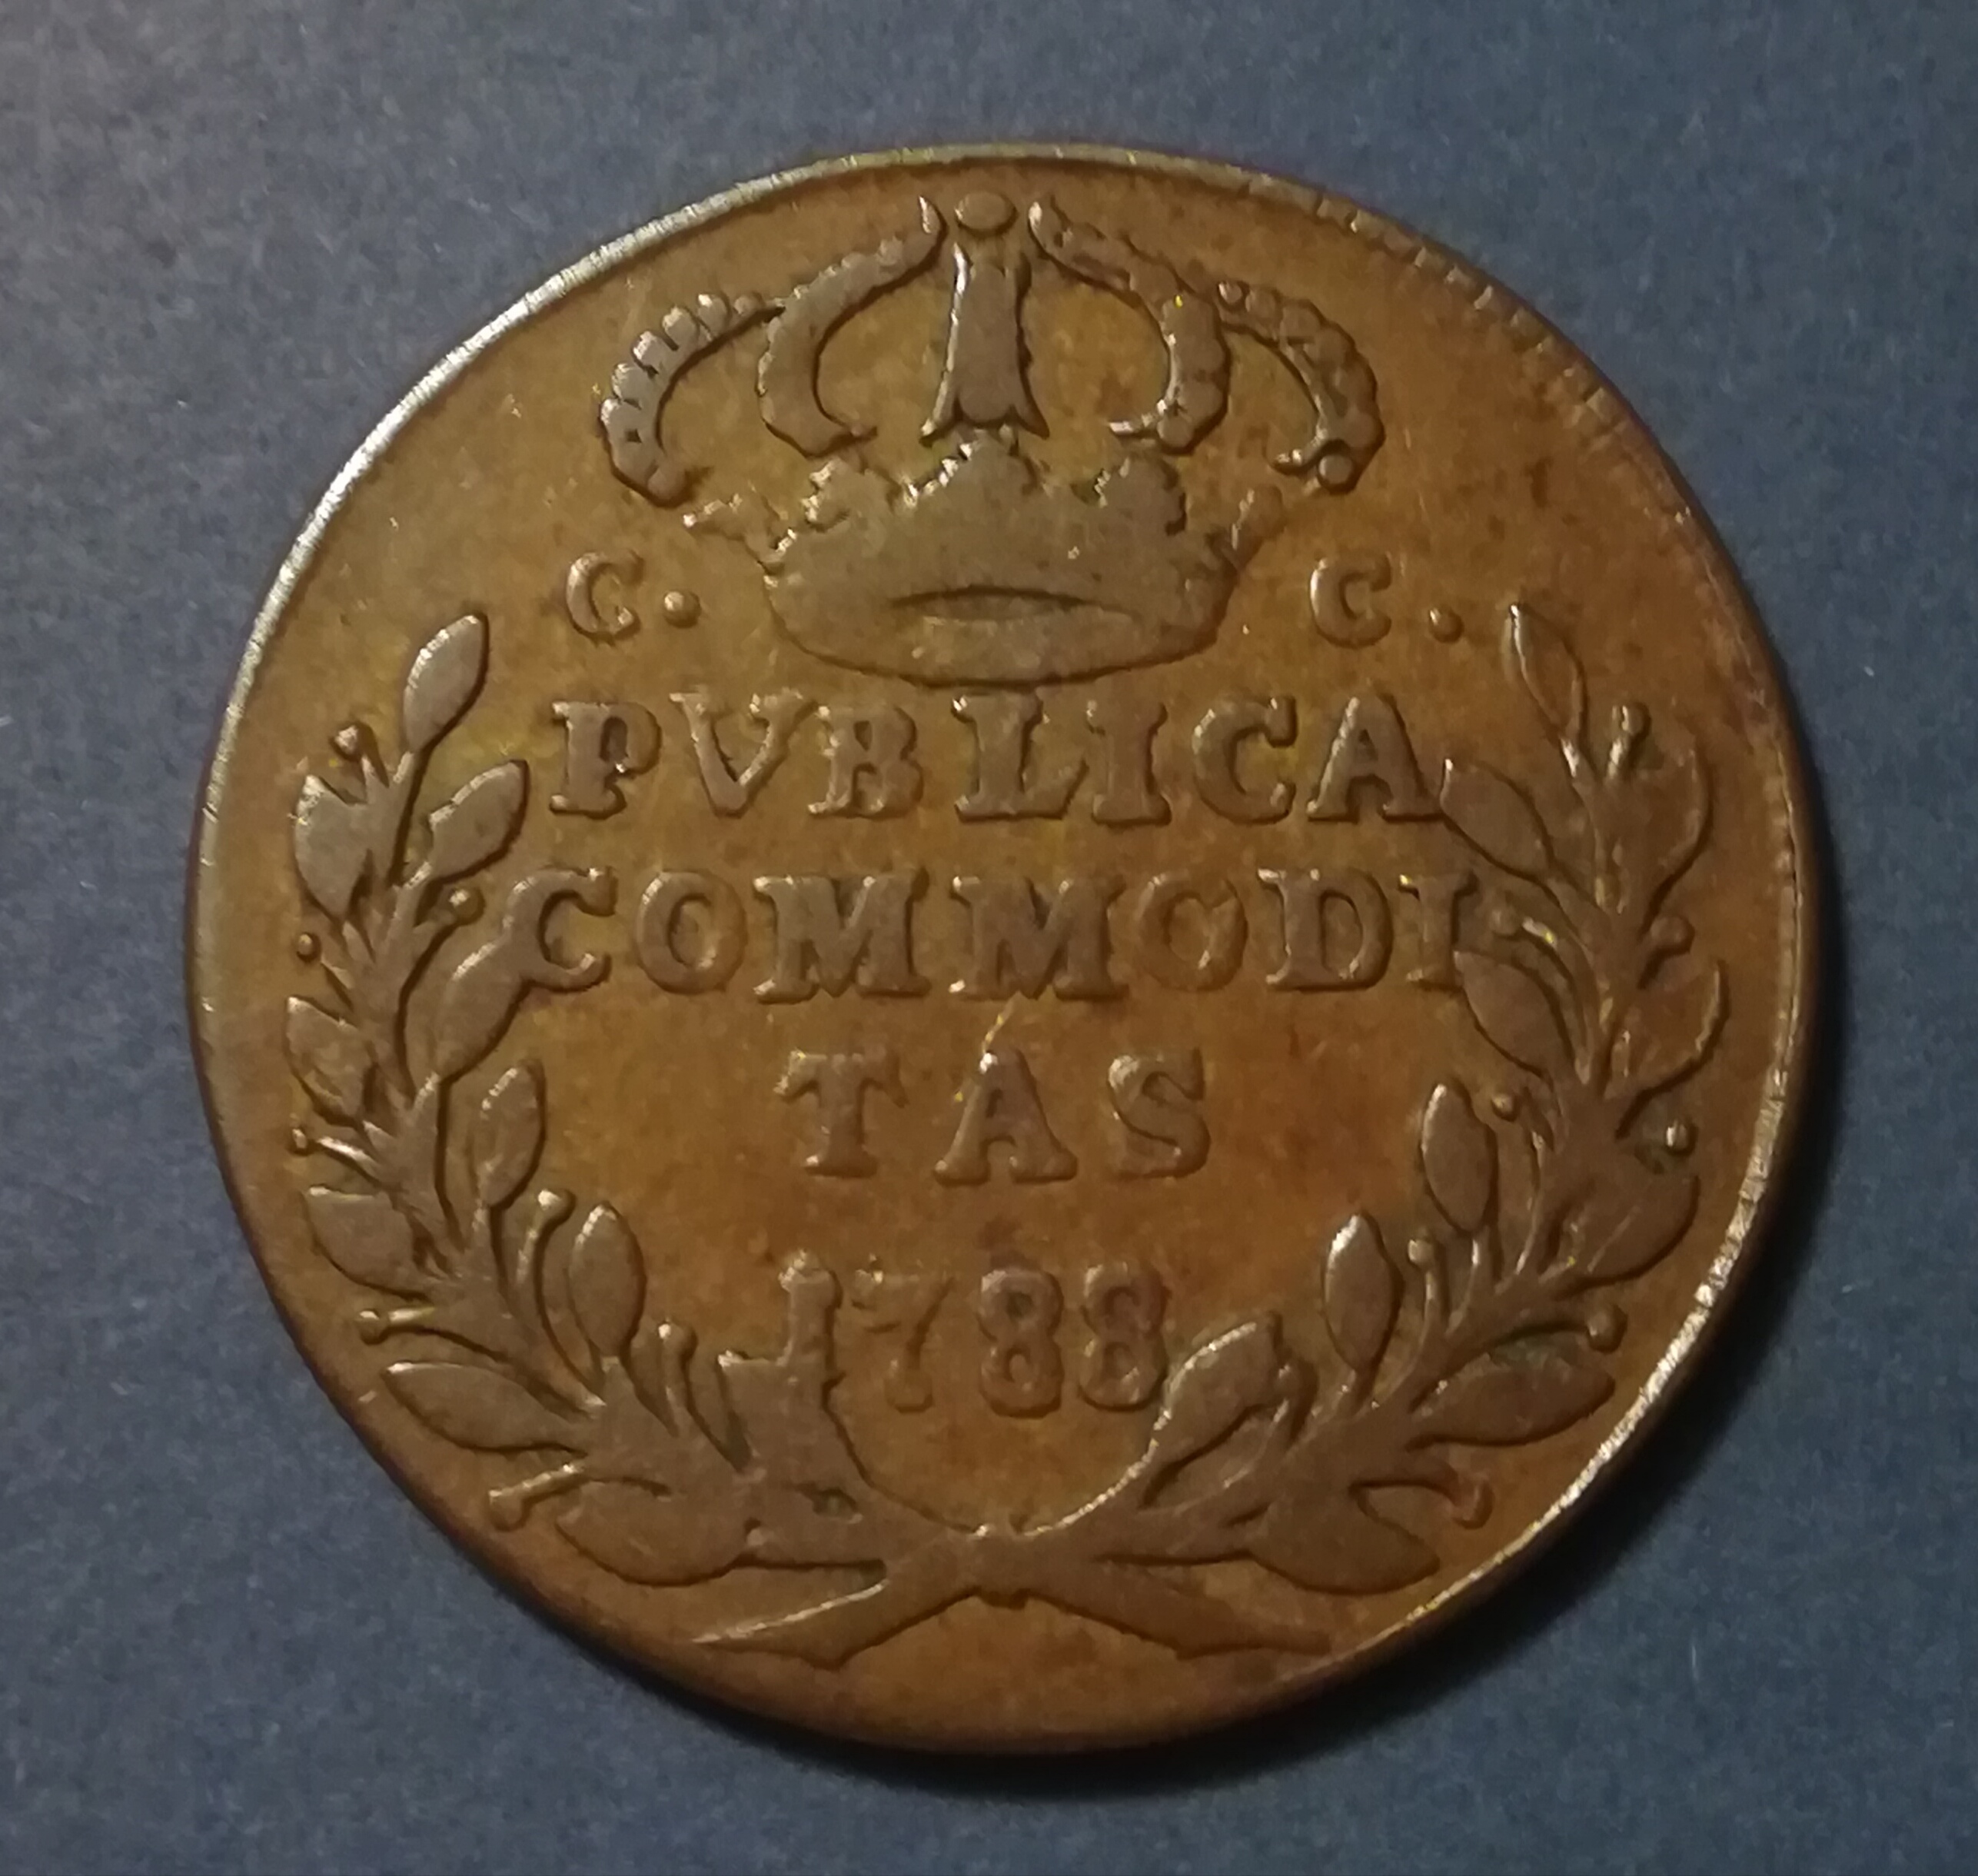 C. C.
PVBLICA
COMMODI
TAS
1788